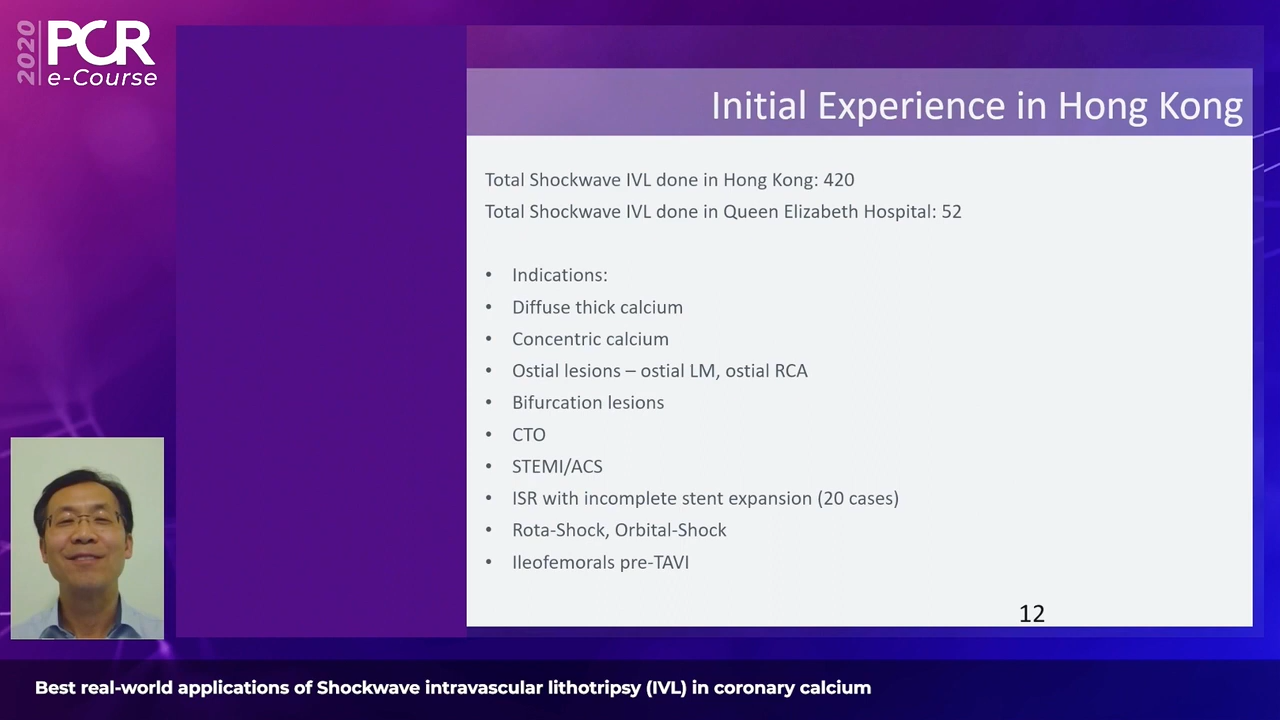 2020
PCR
e-Course
Initial Experience in Hong Kong
Total Shockwave IVL done in Hong Kong: 420
Total Shockwave IVL done in Queen Elizabeth Hospital: 52
• Indications:
• Diffuse thick calcium
• Concentric calcium
• Ostial lesions – ostial LM, ostial RCA
• Bifurcation lesions
• CTO
• STEMI/ACS
• ISR with incomplete stent expansion (20 cases)
• Rota-Shock, Orbital-Shock
• Ileofemorals pre-TAVI
12
Best real-world applications of Shockwave intravascular lithotripsy (IVL) in coronary calcium